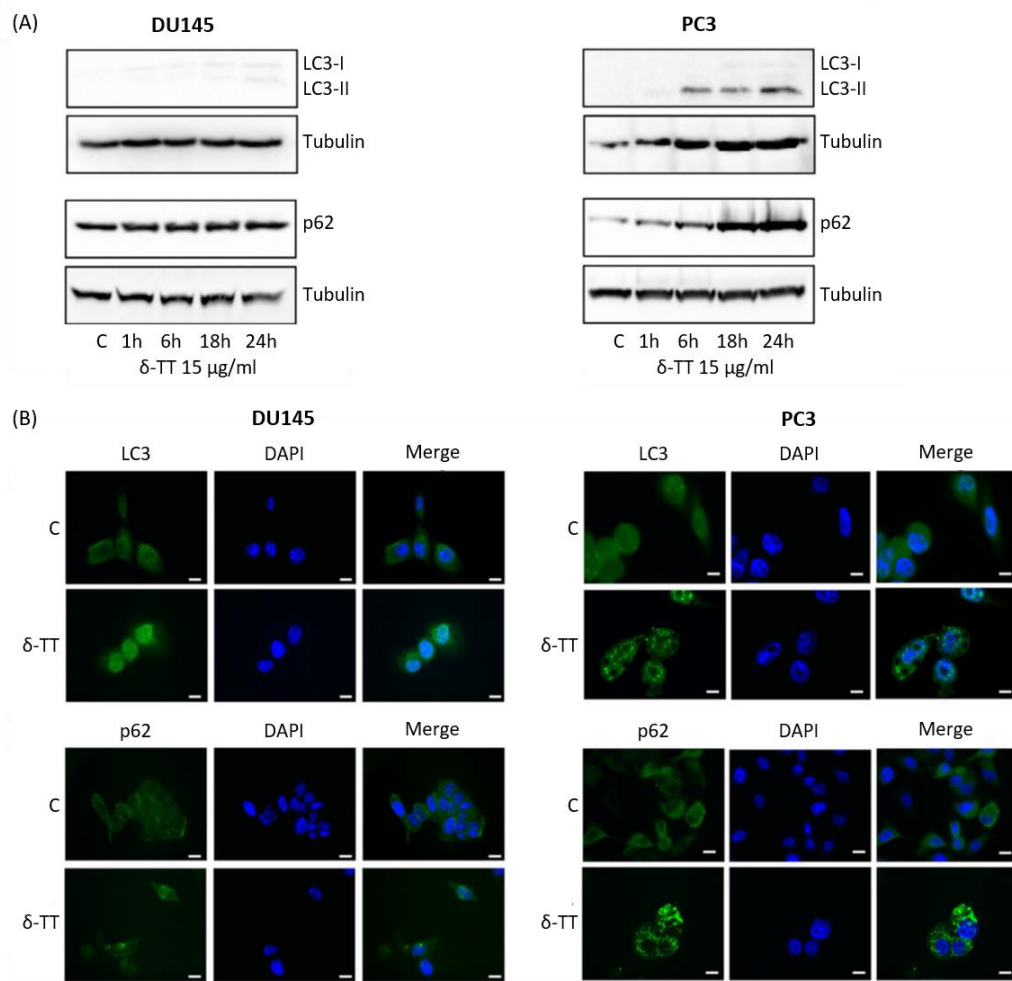 (A)
DU145
LC3-I
LC3-II
Tubulin
p62
Tubulin
C 1h 6h 18h 24h
δ-TT 15 µg/ml
PC3
LC3-I
LC3-II
Tubulin
p62
Tubulin
C 1h 6h 18h 24h
δ-TT 15 µg/ml
(B)
DU145
LC3 DAPI Merge
C
δ-TT
p62 DAPI Merge
C
δ-TT
PC3
LC3 DAPI Merge
C
δ-TT
p62 DAPI Merge
C
δ-TT